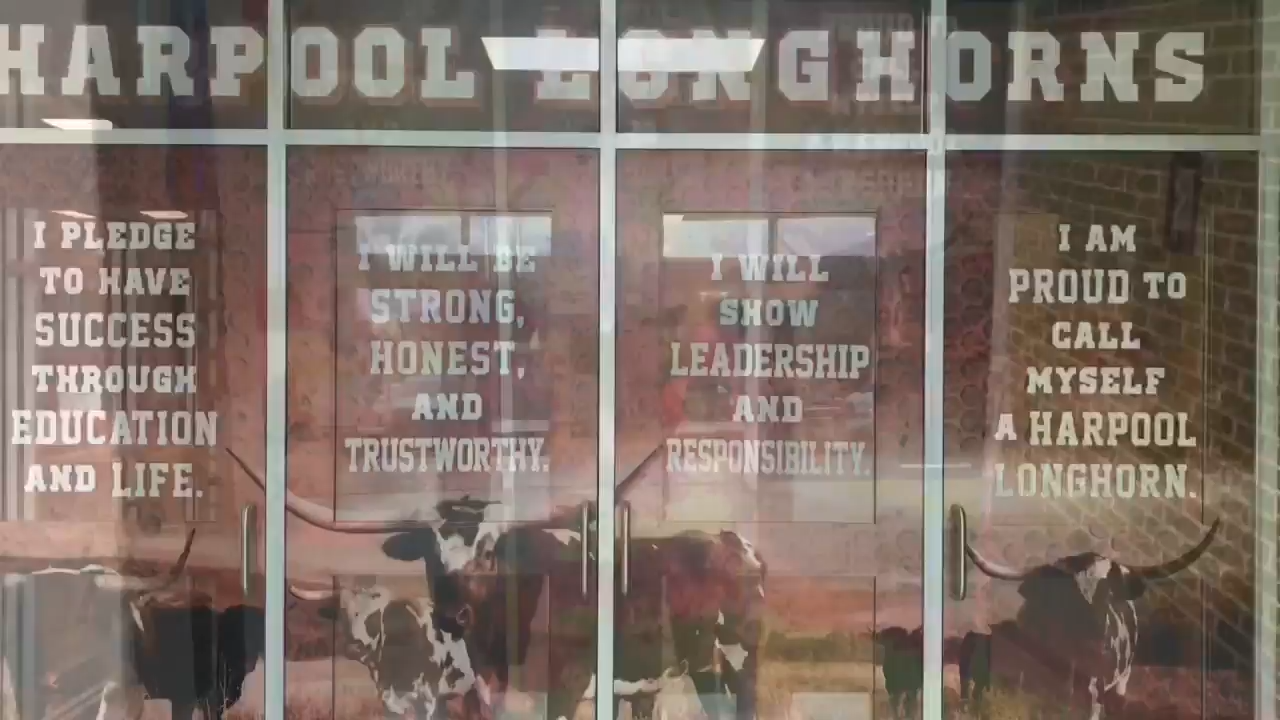 HARPOOL LONGHORNS
I PLEDGE
TO HAVE
SUCCESS
THROUGH
EDUCATION
AND LIFE.
I WILL BE
STRONG,
HONEST,
AND
TRUSTWORTHY.
I WILL
SHOW
LEADERSHIP
AND
RESPONSIBILITY.
I AM
PROUD TO
CALL
MYSELF
A HARPOOL
LONGHORN.